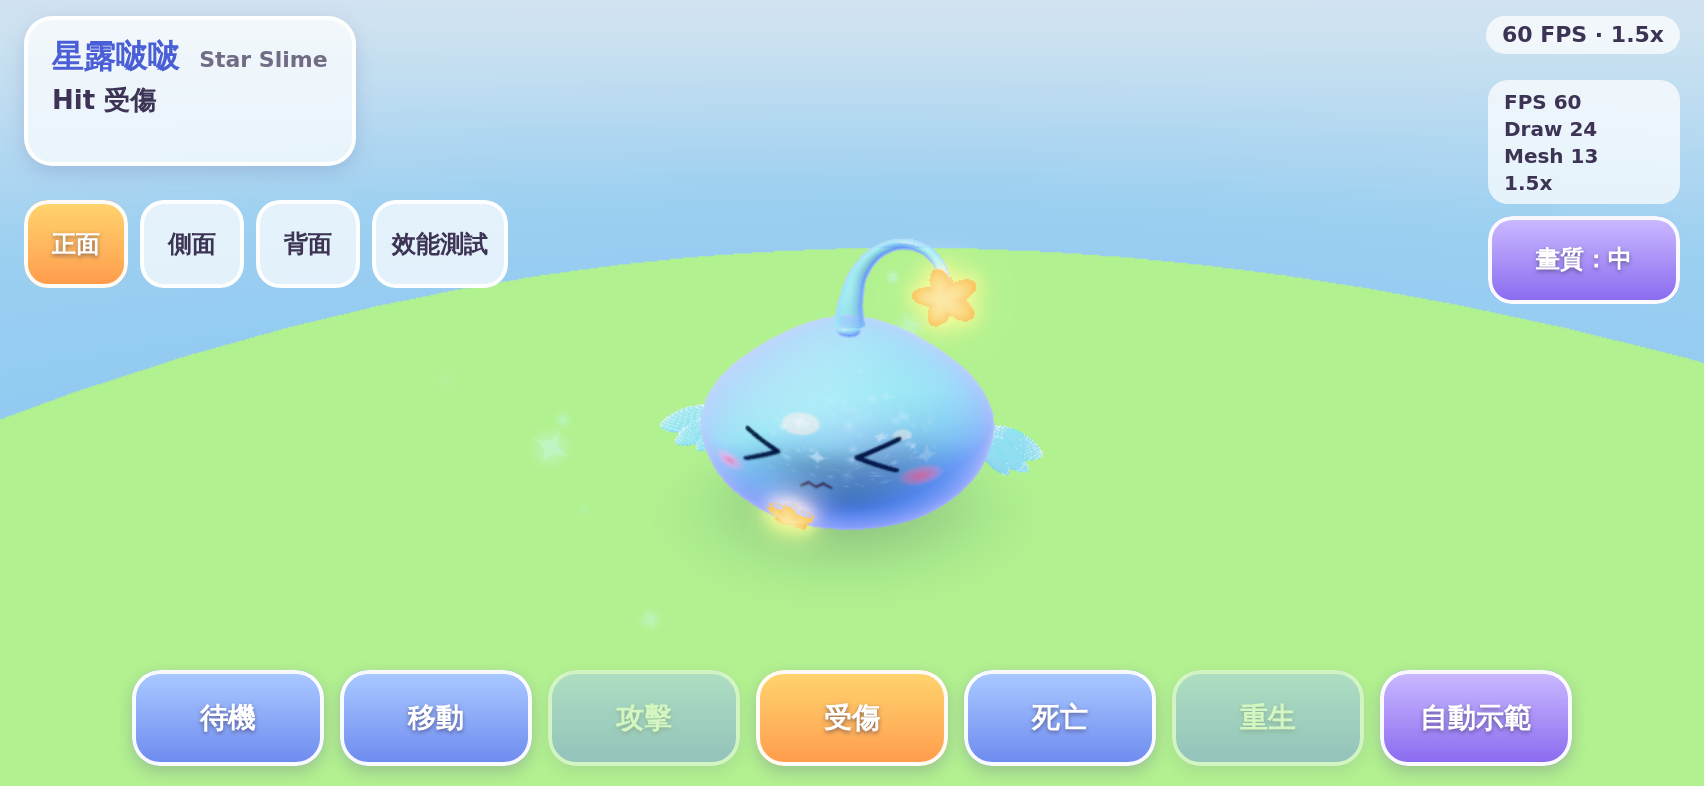 星露啵啵 Star Slime
Hit 受傷
60 FPS · 1.5x
FPS 60
Draw 24
Mesh 13
1.5x
正面
側面
背面
效能測試
畫質：中
待機
移動
攻擊
受傷
死亡
重生
自動示範